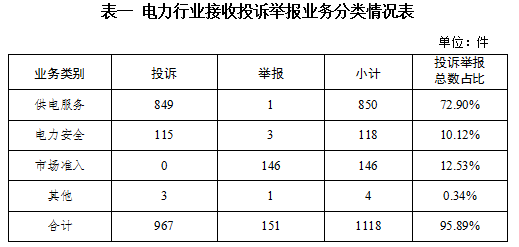 表一 电力行业接收投诉举报业务分类情况表
单位：件
业务类别 投诉 举报 小计 投诉举报
总数占比
供电服务 849 1 850 72.90%
电力安全 115 3 118 10.12%
市场准入 0 146 146 12.53%
其他 3 1 4 0.34%
合计 967 151 1118 95.89%